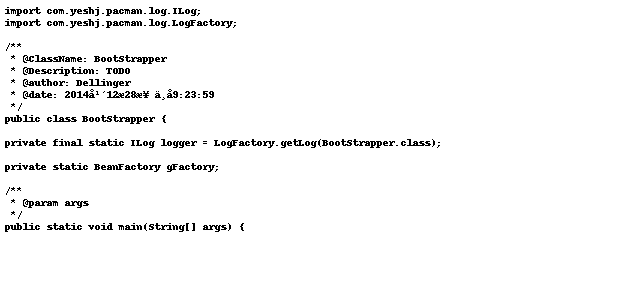 import com.yeshj.pacman.log.ILog;
import com.yeshj.pacman.log.LogFactory;
/**
 * @ClassName: BootStrapper
 * @Description: TODO
 * @author: Dellinger
 * @date: 2014å¹´12æ28æ¥ ä¸å9:23:59
 */
public class BootStrapper {
private final static ILog logger = LogFactory.getLog(BootStrapper.class);
private static BeanFactory gFactory;
/**
 * @param args
 */
public static void main(String[] args) {